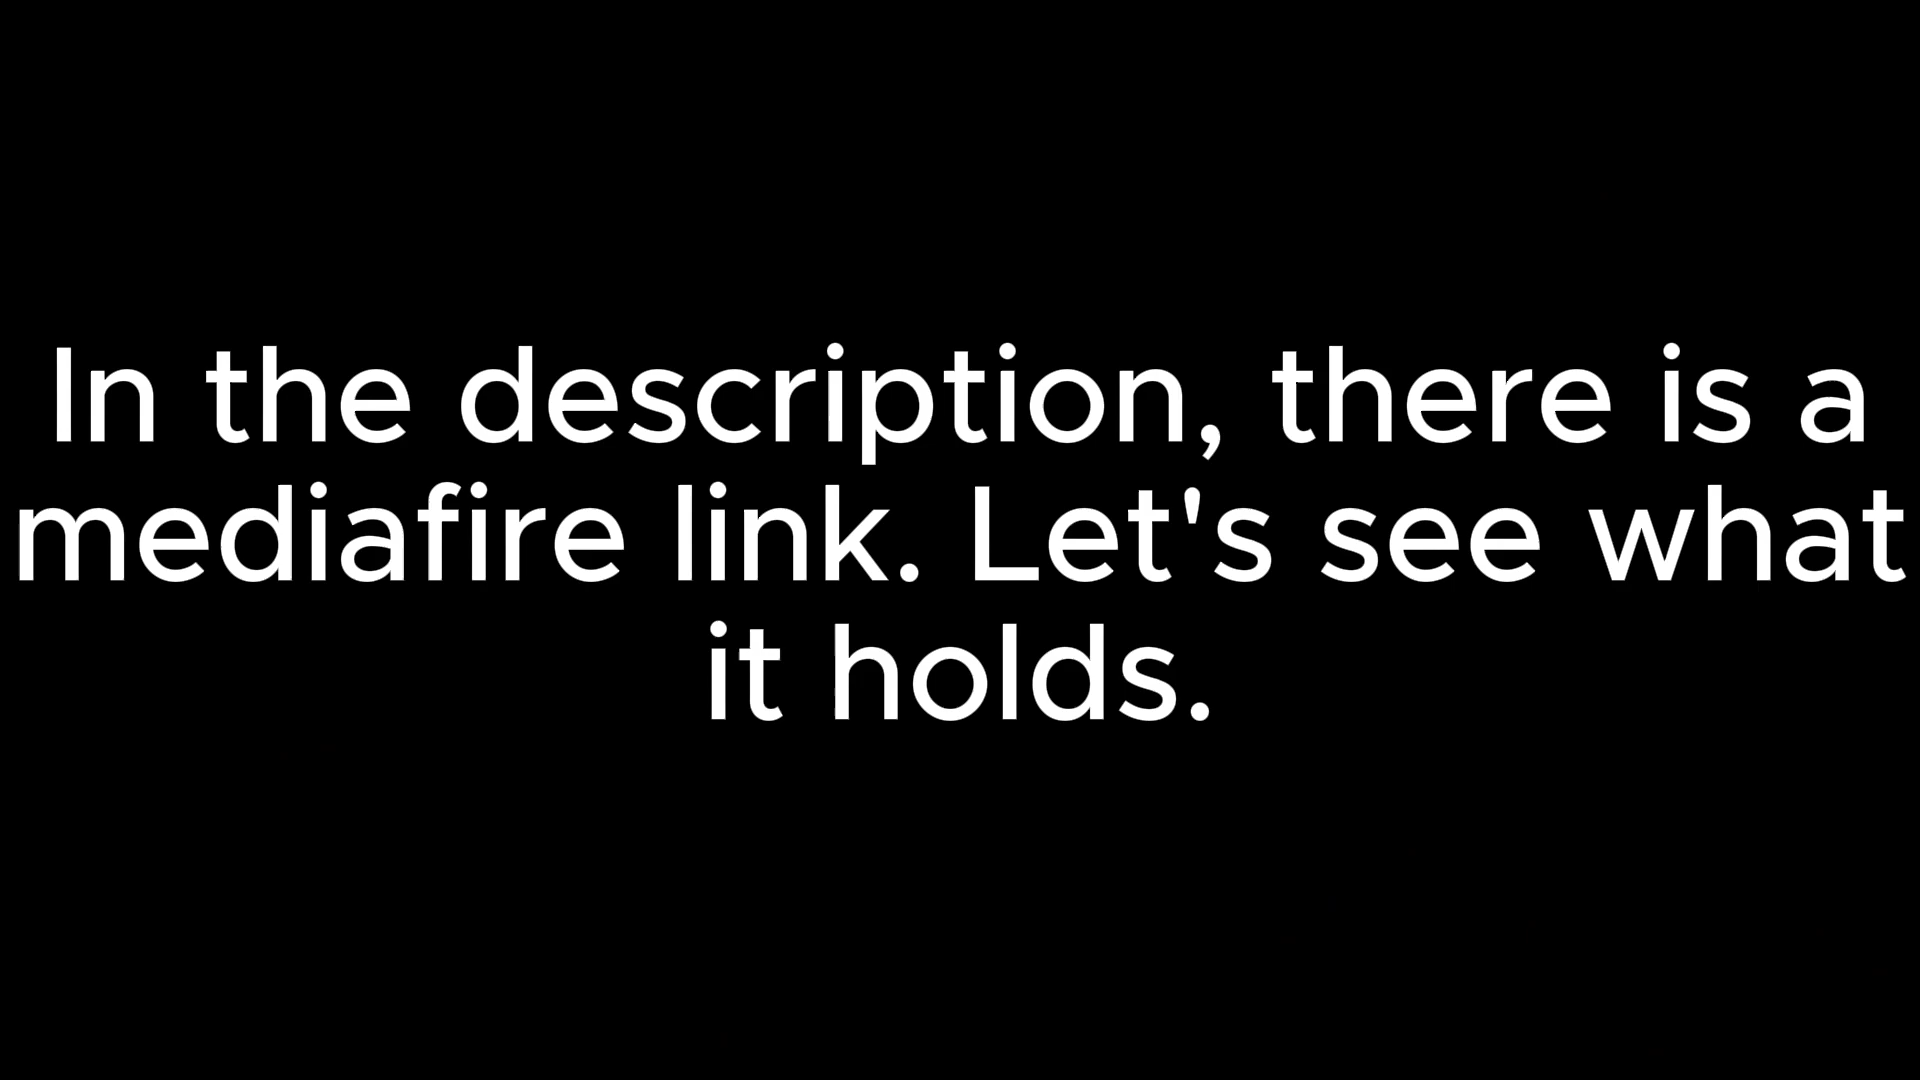 In the description, there is a
mediafire link. Let's see what
it holds.